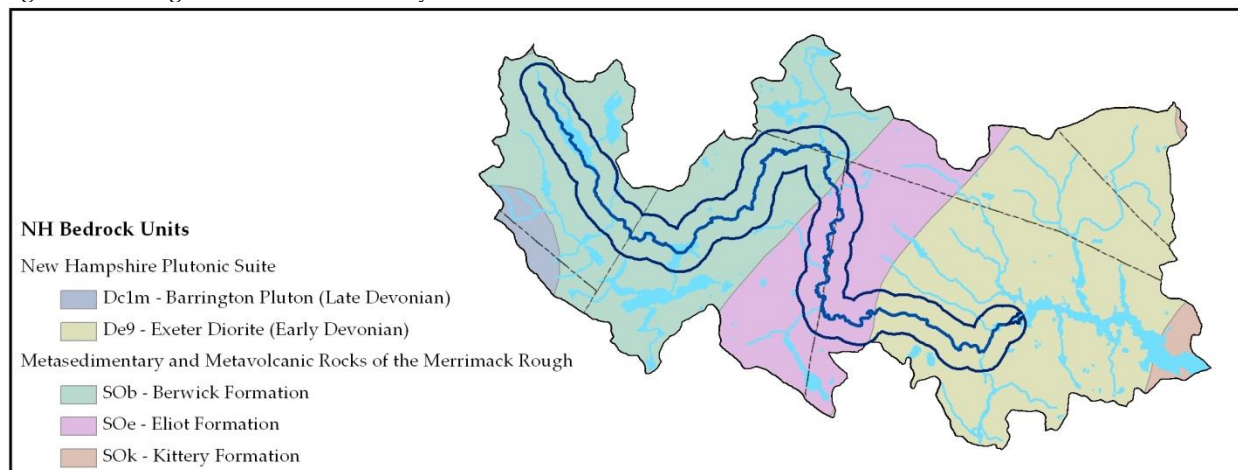 NH Bedrock Units
New Hampshire Plutonic Suite
Dc1m - Barrington Pluton (Late Devonian)
De9 - Exeter Diorite (Early Devonian)
Metasedimentary and Metavolcanic Rocks of the Merrimack Rough
SOb - Berwick Formation
SOe - Eliot Formation
SOk - Kittery Formation